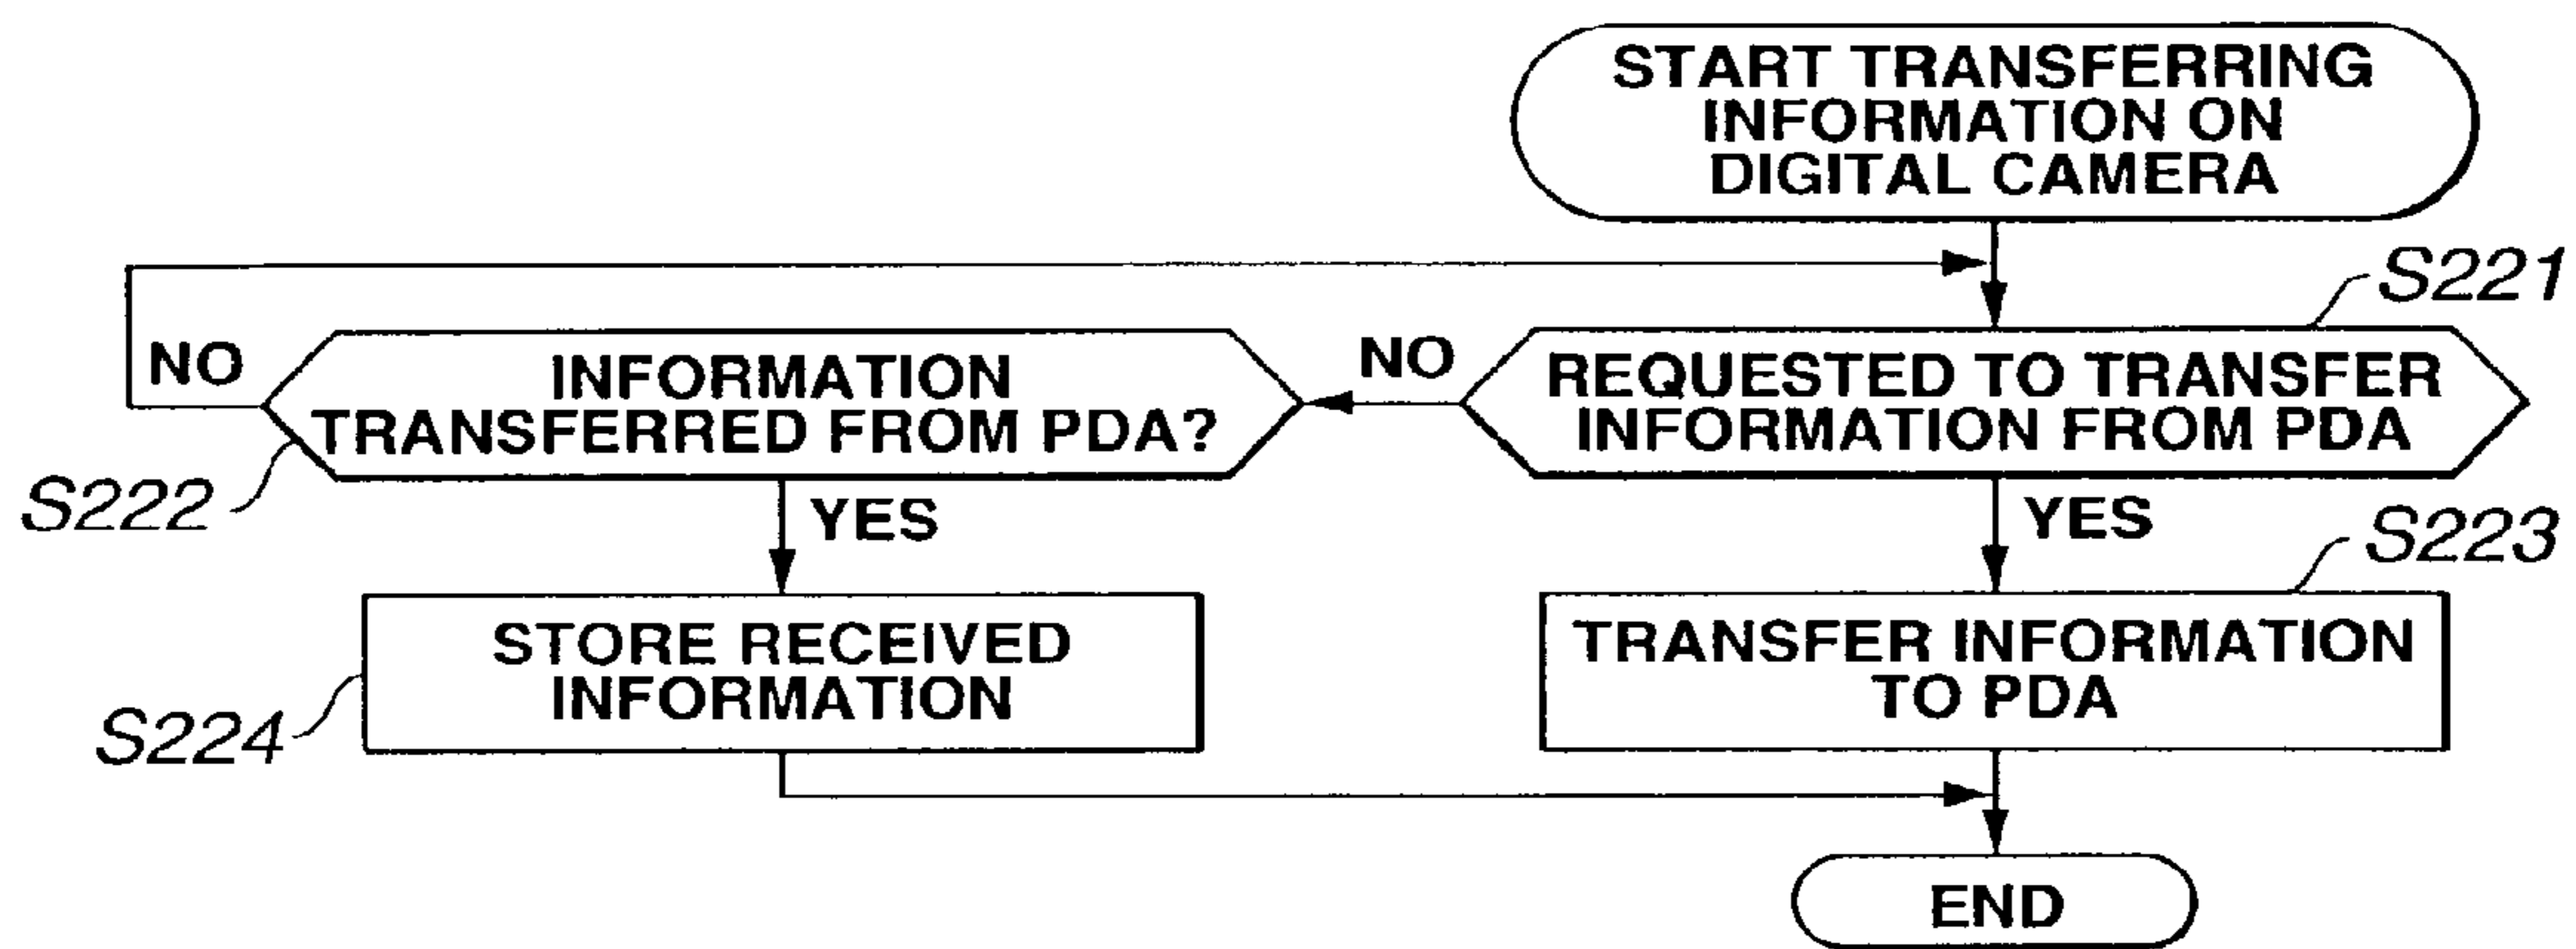 START TRANSFERRING
INFORMATION ON
DIGITAL CAMERA
S221
REQUESTED TO TRANSFER
INFORMATION FROM PDA
NO
INFORMATION
TRANSFERRED FROM PDA?
NO
S222
YES
YES
S223
TRANSFER INFORMATION
TO PDA
STORE RECEIVED
INFORMATION
S224
END